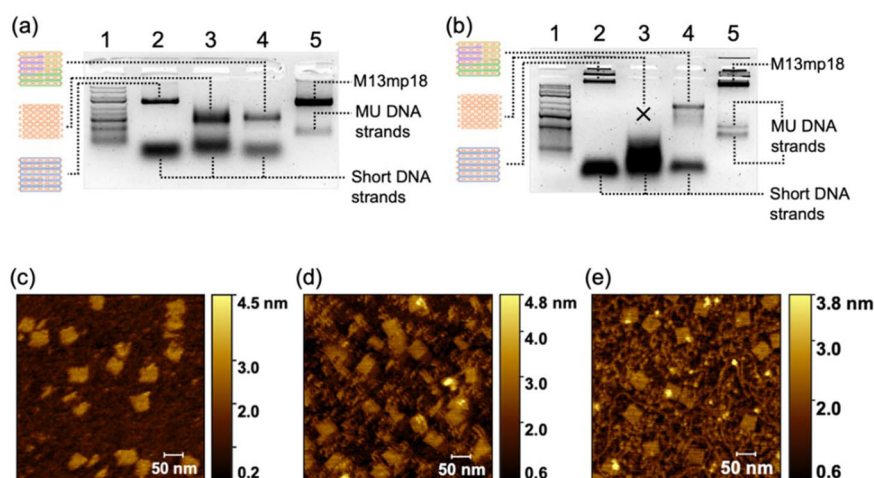 (a)
1 2 3 4 5
M13mp18
MU DNA
strands
Short DNA
strands
(b)
1 2 3 4 5
M13mp18
MU DNA
strands
Short DNA
strands
(c)
4.5 nm
3.0
2.0
0.2
50 nm
(d)
4.8 nm
4.0
3.0
2.0
0.6
50 nm
(e)
3.8 nm
3.0
2.0
0.6
50 nm